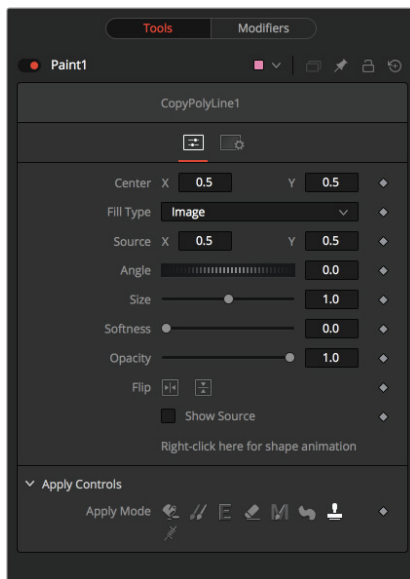 Tools Modifiers
Paint1
CopyPolyLine1
Center X 0.5 Y 0.5
Fill Type Image
Source X 0.5 Y 0.5
Angle 0.0
Size 1.0
Softness 0.0
Opacity 1.0
Flip
Show Source
Right-click here for shape animation
Apply Controls
Apply Mode